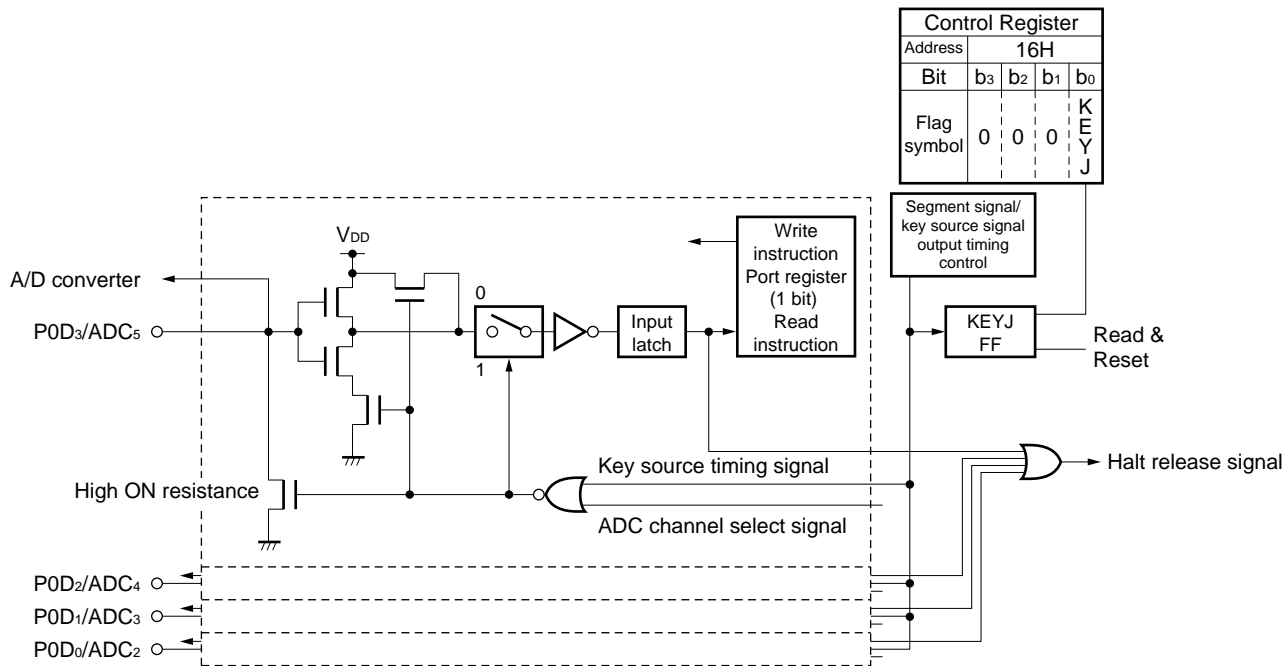 Control Register
Address 16H
Bit b3 b2 b1 b0
Flag symbol 0 0 0 KEYJ
Segment signal/
key source signal
output timing
control
VDD
Write
instruction
Port register
(1 bit)
Read
instruction
A/D converter
0
P0D3/ADC5
1
Input
latch
KEYJ
FF
Read &
Reset
Key source timing signal
Halt release signal
High ON resistance
ADC channel select signal
P0D2/ADC4
P0D1/ADC3
P0D0/ADC2